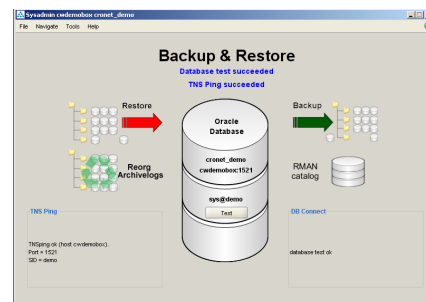 Sysadmin cwdemobox cronet_demo
File Navigate Tools Help
Backup & Restore
Database test succeeded
TNS Ping succeeded
Restore
Backup
Oracle
Database
cronet_demo
cwdemobox:1521
Reorg
Archivelogs
RMAN
catalog
sys@demo
Test
TNS Ping
TNSping ok (host cwdemobox).
Port = 1521
SID = demo
DB Connect
database test ok